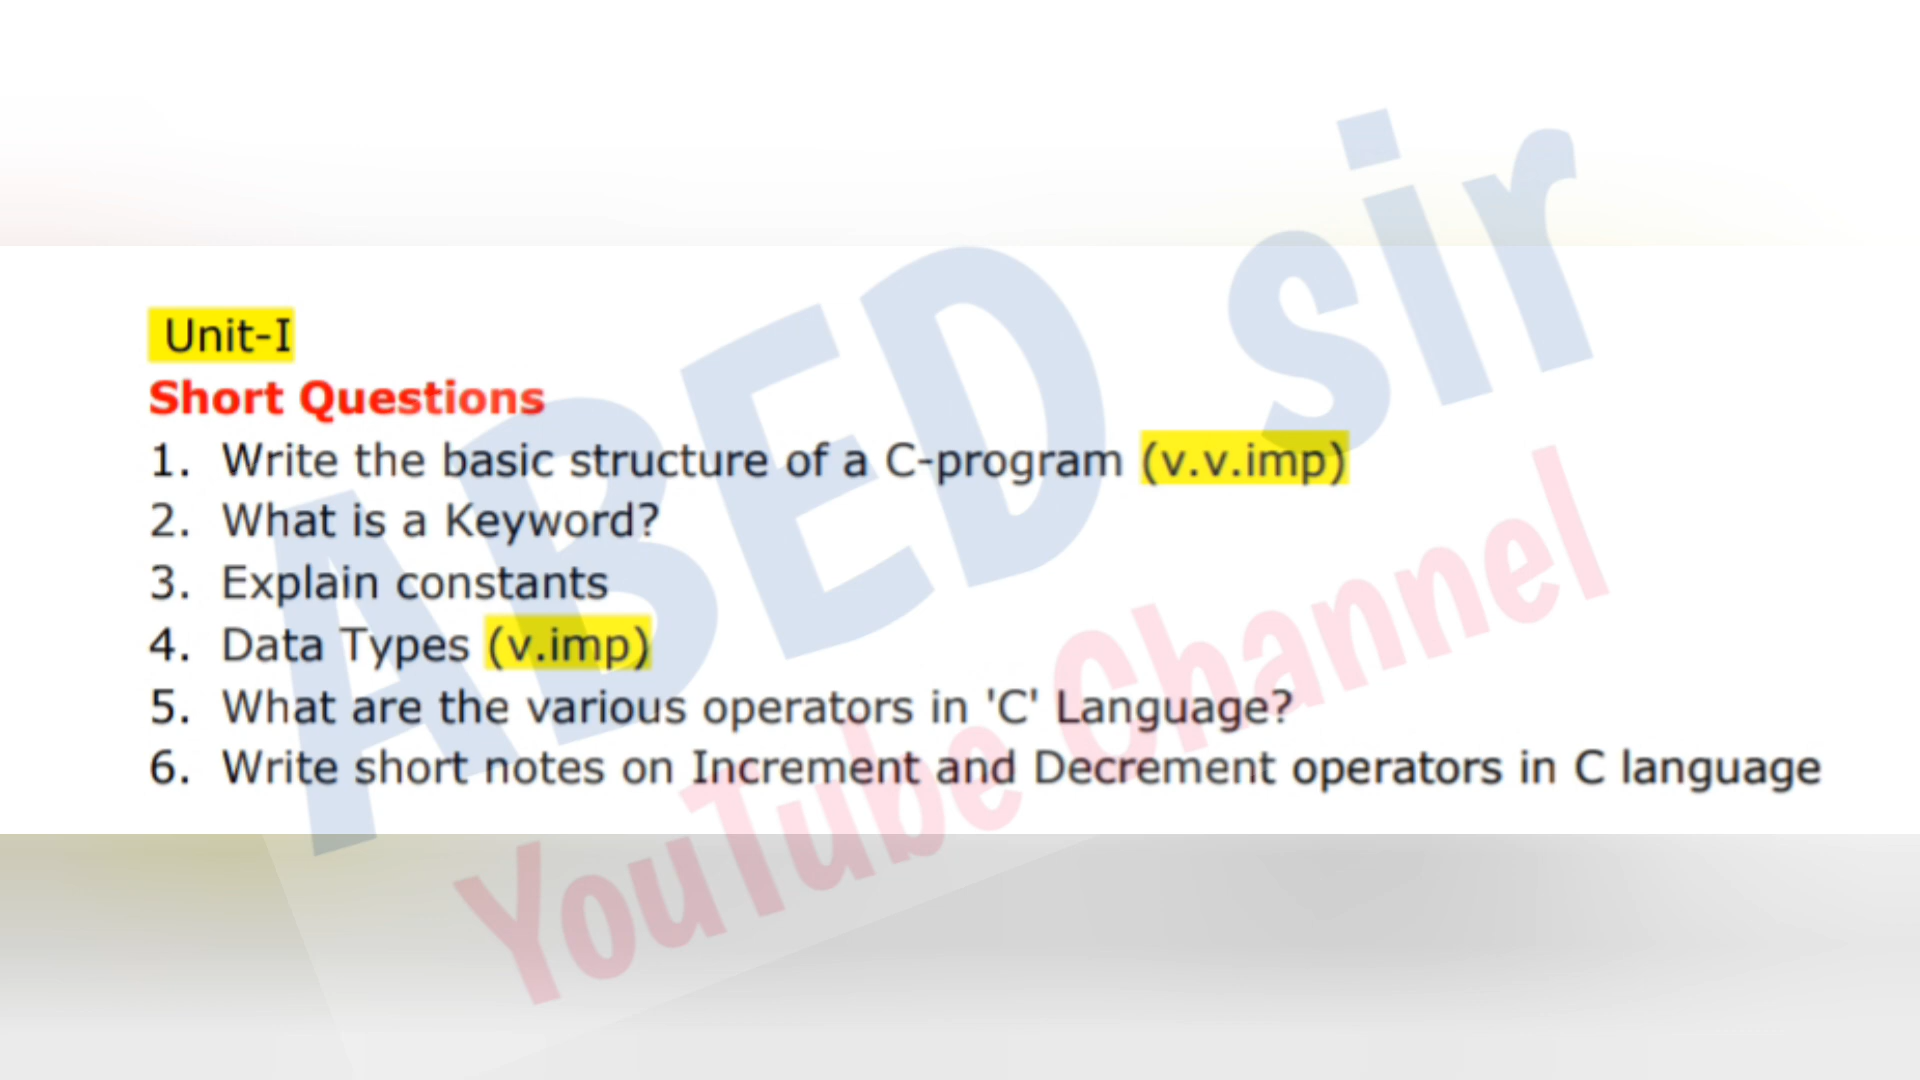 Unit-I
Short Questions
1. Write the basic structure of a C-program (v.v.imp)
2. What is a Keyword?
3. Explain constants
4. Data Types (v.imp)
5. What are the various operators in 'C' Language?
6. Write short notes on Increment and Decrement operators in C language
ABED sir
YouTube Channel